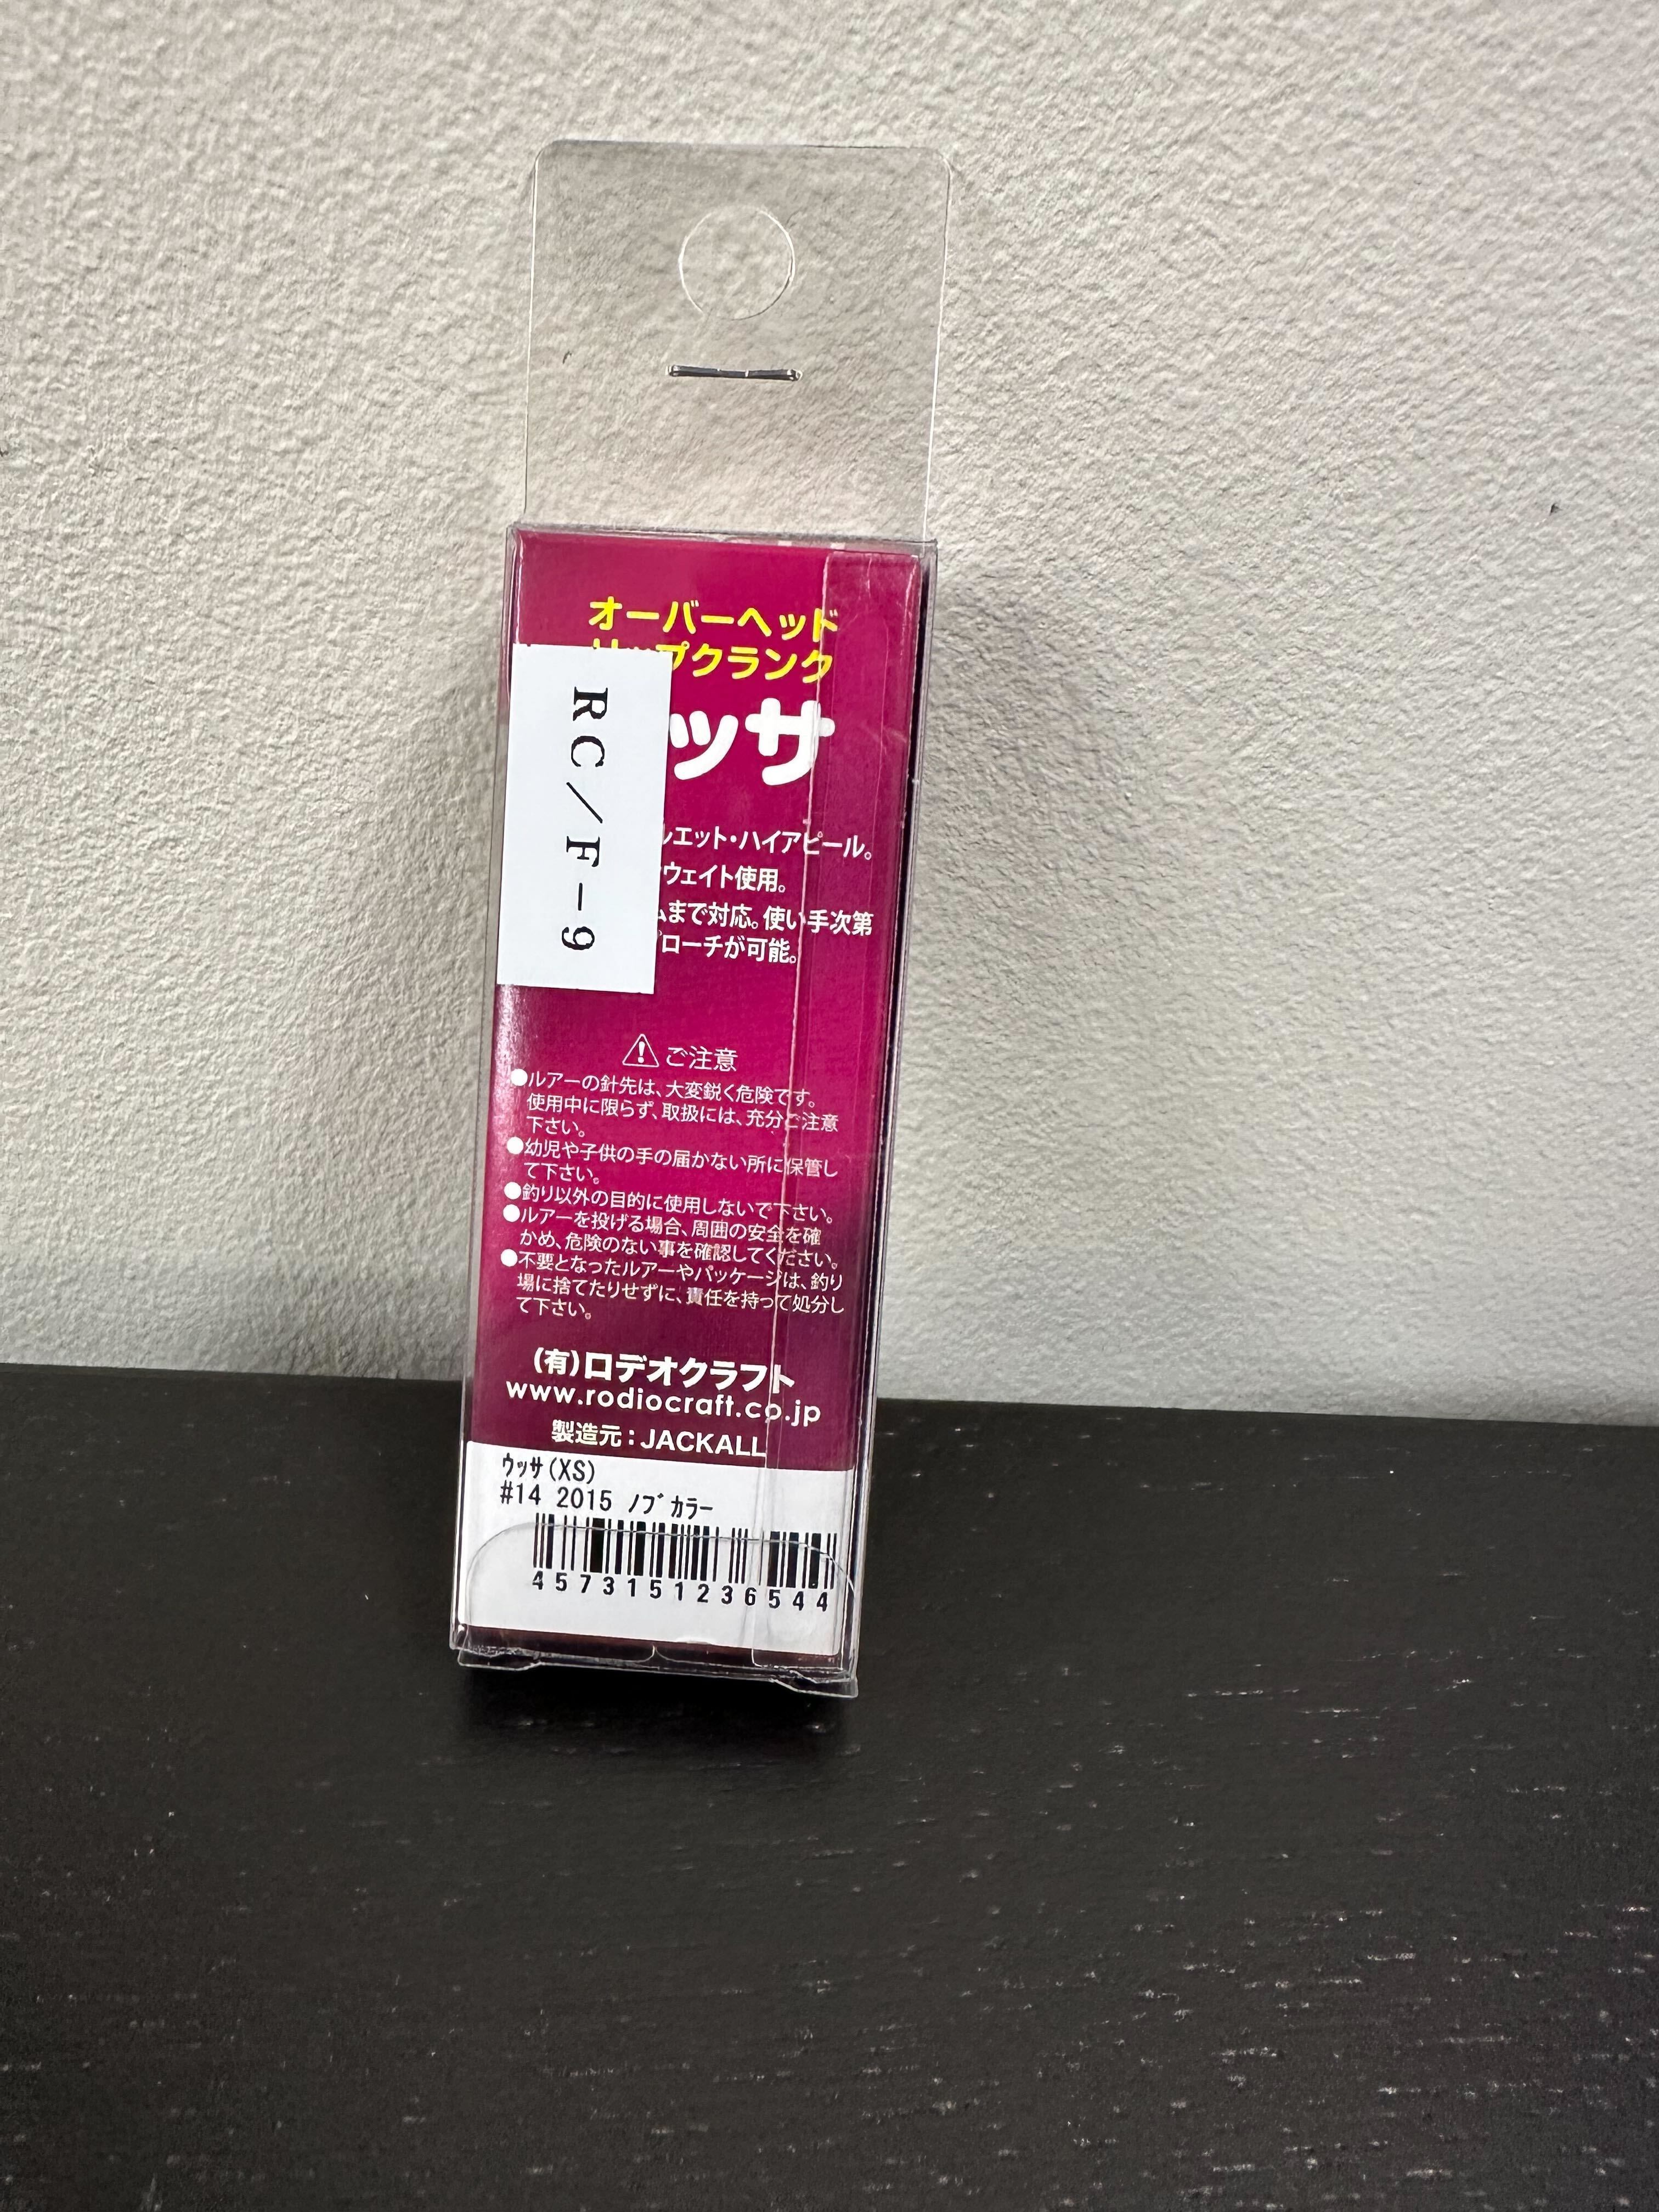 オーバーヘッド
リップクランク
ッサ
RC/F-9
エット・ハイアピール。
ウェイト使用。
まで対応。使い手次第
プローチが可能。
ご注意
●ルアーの針先は、大変鋭く危険です。
使用中に限らず、取扱には、充分ご注意
下さい。
●幼児や子供の手の届かない所に保管し
て下さい。
●釣り以外の目的に使用しないで下さい。
●ルアーを投げる場合、周囲の安全を確
かめ、危険のない事を確認してください。
●不要となったルアーやパッケージは、釣り
場に捨てたりせずに、責任を持って処分し
て下さい。
(有)ロデオクラフト
www.rodiocraft.co.jp
製造元：JACKALL
ウッサ(XS)
#14 2015 ノブカラー
4573151236544